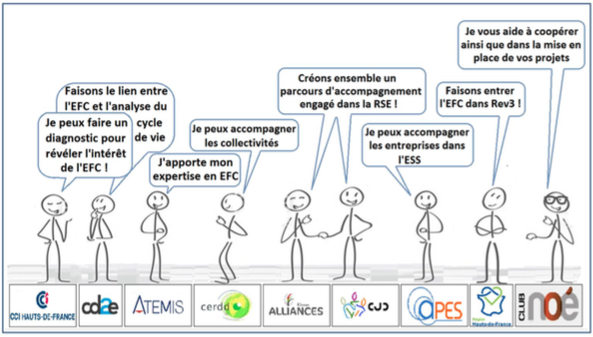 Je vous aide à coopérer
ainsi que dans la mise en
place de vos projets
Faisons le lien entre
l'EFC et l'analyse du
cycle
de vie
Je peux faire un
diagnostic pour
révéler l'intérêt
de l'EFC !
J'apporte mon
expertise en EFC
Je peux accompagner
les collectivités
Créons ensemble un
parcours d'accompagnement
engagé dans la RSE !
Je peux accompagner
les entreprises dans
l'ESS
Faisons entrer
l'EFC dans Rev3 !
CCI HAUTS-DE-FRANCE
cd2e
ATEMIS
cerdd
ALLIANCES
CJD
APES
Région
Hauts-de-France
CLUB
noé